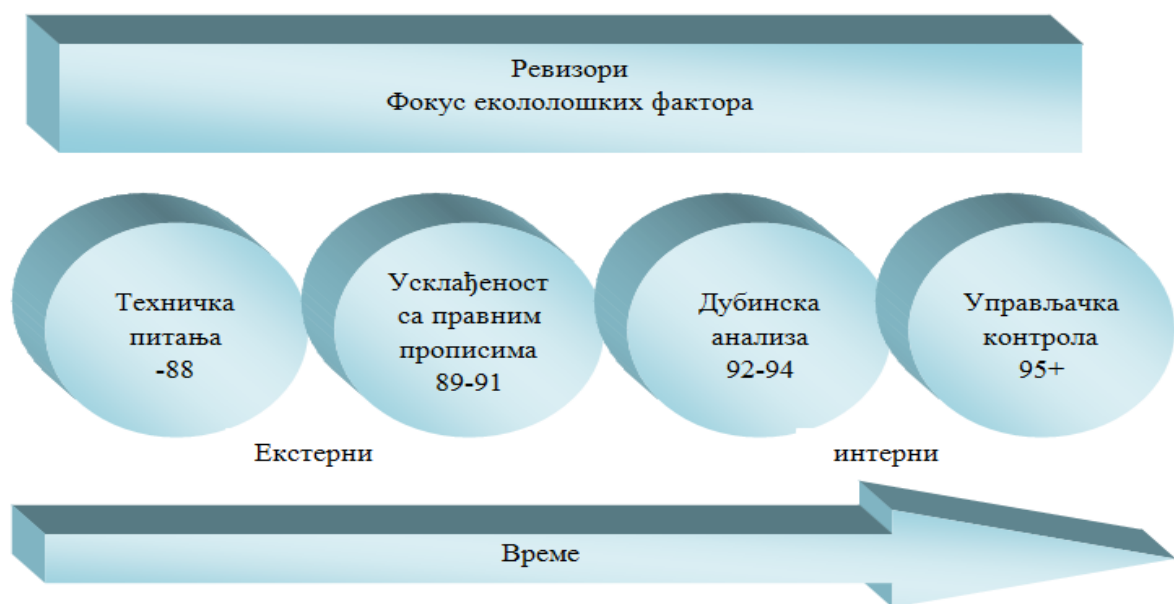 Ревизори
Фокус екололошких фактора
Техничка
питања
-88
Усклађеност
са правним
прописима
89-91
Дубинска
анализа
92-94
Управљачка
контрола
95+
Екстерни
интерни
Време